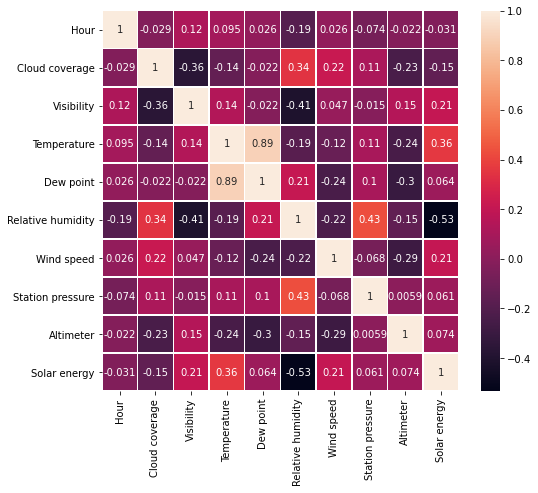 Hour 1 -0.029 0.12 0.095 0.026 -0.19 0.026 -0.074 -0.022 -0.031
Cloud coverage -0.029 1 -0.36 -0.14 -0.022 0.34 0.22 0.11 -0.23 -0.15
Visibility 0.12 -0.36 1 0.14 -0.022 -0.41 0.047 -0.015 0.15 0.21
Temperature 0.095 -0.14 0.14 1 0.89 -0.19 -0.12 0.11 -0.24 0.36
Dew point 0.026 -0.022 -0.022 0.89 1 0.21 -0.24 0.1 -0.3 0.064
Relative humidity -0.19 0.34 -0.41 -0.19 0.21 1 -0.22 0.43 -0.15 -0.53
Wind speed 0.026 0.22 0.047 -0.12 -0.24 -0.22 1 -0.068 -0.29 0.21
Station pressure -0.074 0.11 -0.015 0.11 0.1 0.43 -0.068 1 0.0059 0.061
Altimeter -0.022 -0.23 0.15 -0.24 -0.3 -0.15 -0.29 0.0059 1 0.074
Solar energy -0.031 -0.15 0.21 0.36 0.064 -0.53 0.21 0.061 0.074 1
Hour
Cloud coverage
Visibility
Temperature
Dew point
Relative humidity
Wind speed
Station pressure
Altimeter
Solar energy
1.0
0.8
0.6
0.4
0.2
0.0
−0.2
−0.4